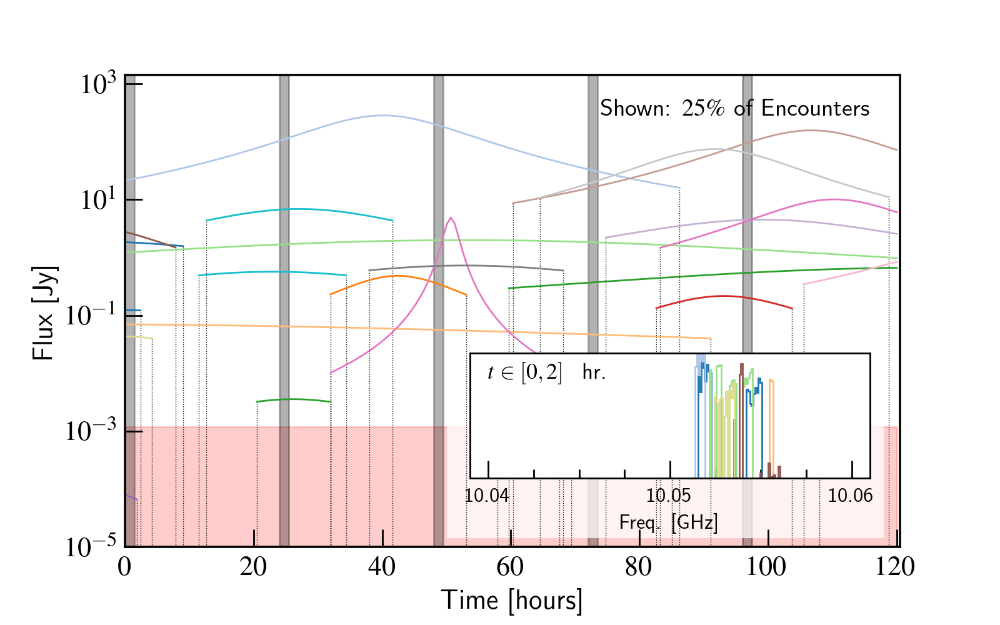 Shown: 25% of Encounters
10³
10¹
10⁻¹
10⁻³
10⁻⁵
Flux [Jy]
t ∈ [0, 2] hr.
10.04 10.05 10.06
Freq. [GHz]
0 20 40 60 80 100 120
Time [hours]